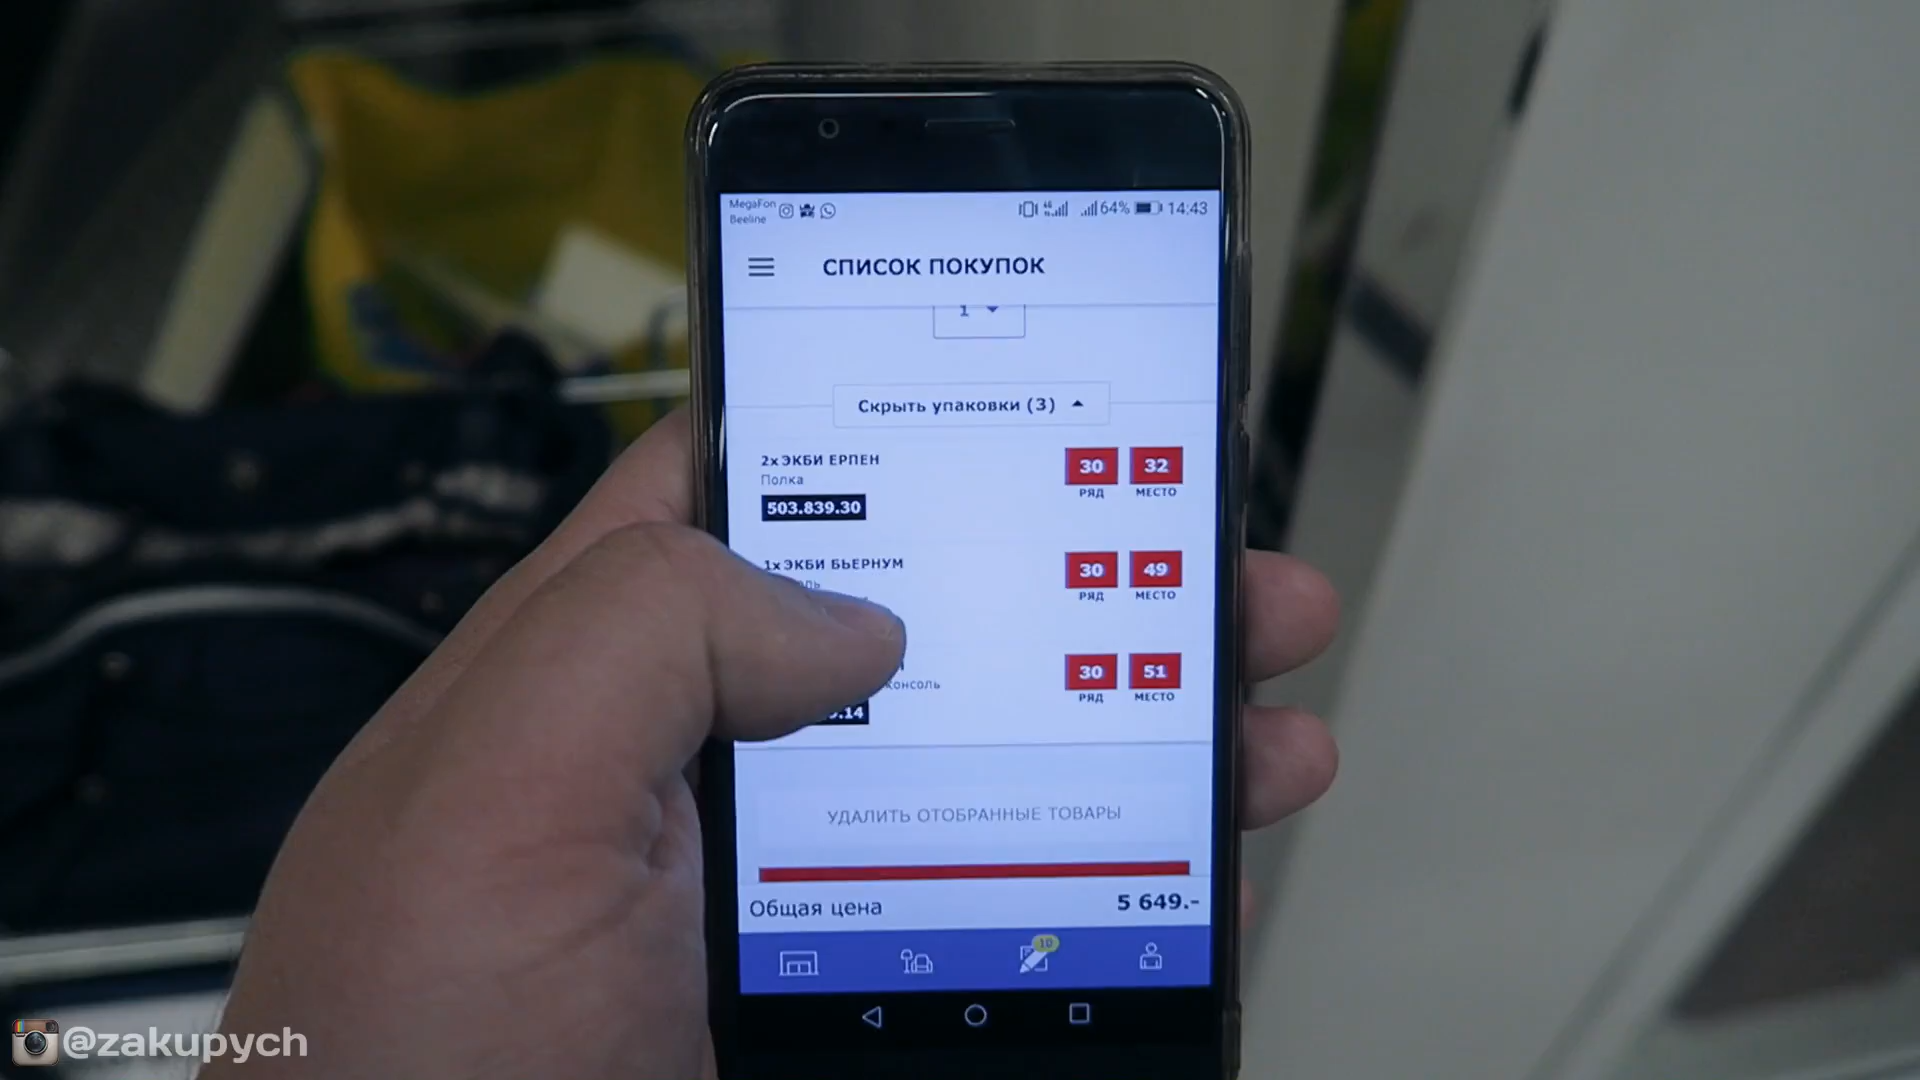 MegaFon
Beeline
64% 14:43
СПИСОК ПОКУПОК
1
Скрыть упаковки (3)
2x ЭКБИ ЕРПЕН
Полка
503.839.30
30 32
РЯД МЕСТО
1x ЭКБИ БЬЕРНУМ
30 49
РЯД МЕСТО
консоль
.14
30 51
РЯД МЕСТО
УДАЛИТЬ ОТОБРАННЫЕ ТОВАРЫ
Общая цена 5 649.-
10
@zakupych